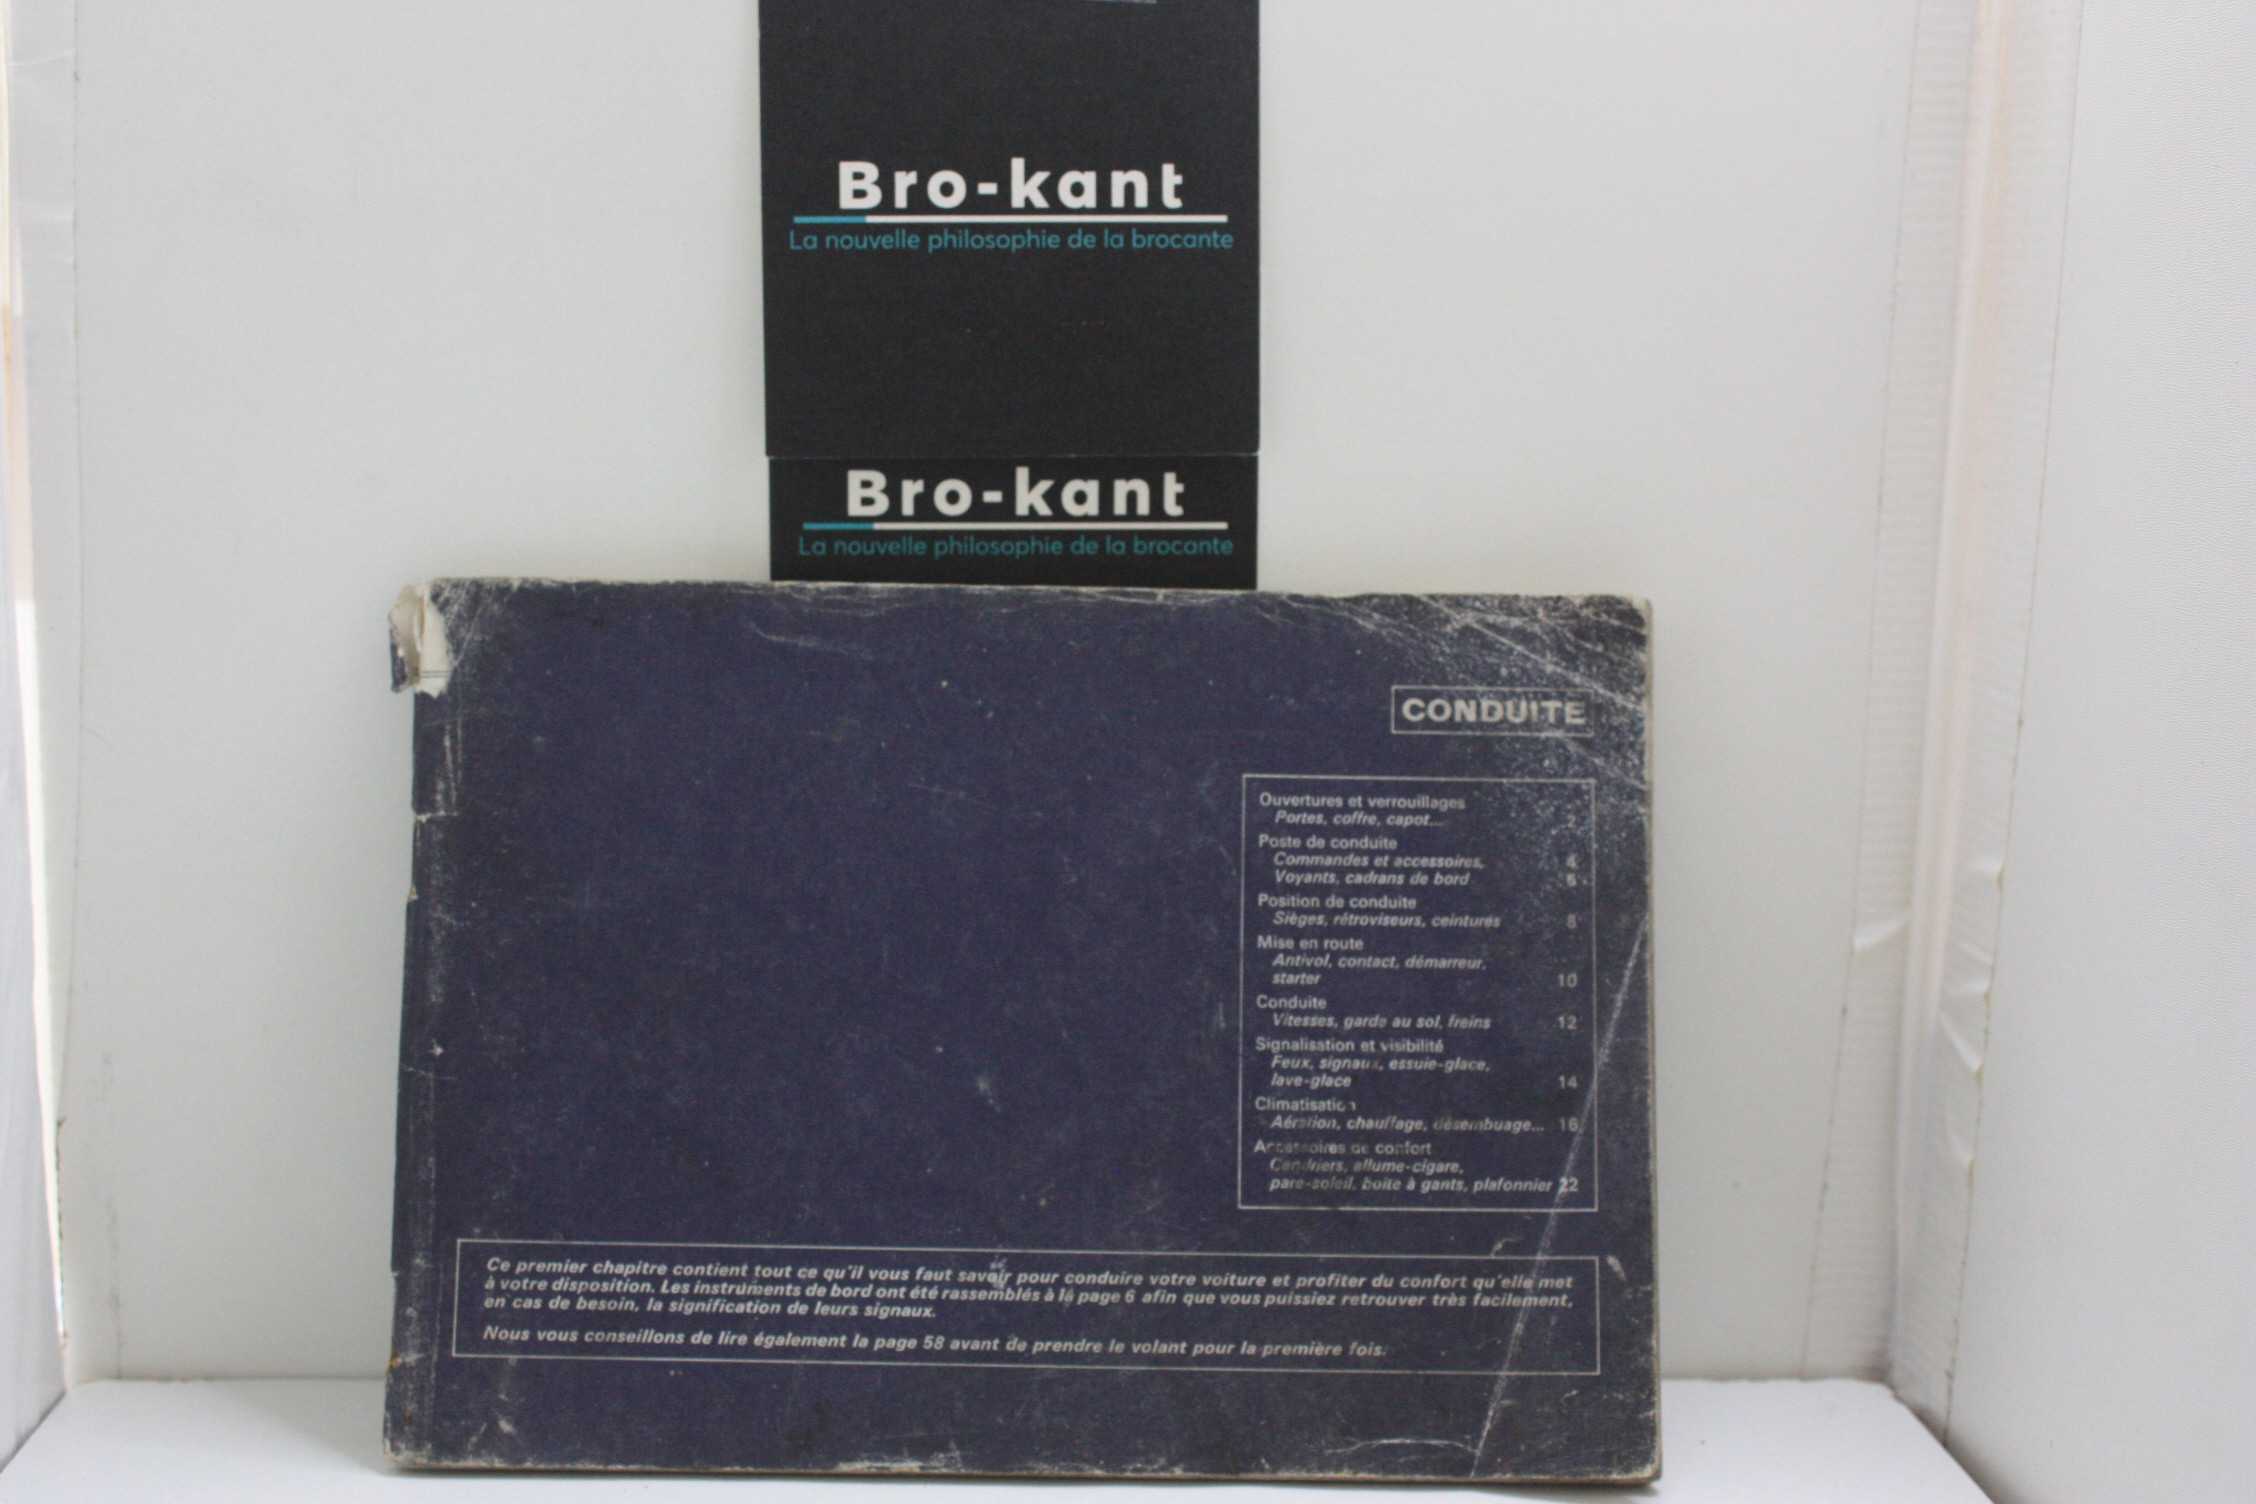 Bro-kant
La nouvelle philosophie de la brocante
Bro-kant
La nouvelle philosophie de la brocante
CONDUITE
Ouvertures et verrouillages
Portes, coffre, capot... 2
Poste de conduite
Commandes et accessoires, 4
Voyants, cadrans de bord 6
Position de conduite
Sièges, rétroviseurs, ceintures 8
Mise en route
Antivol, contact, démarreur,
starter 10
Conduite
Vitesses, garde au sol, freins 12
Signalisation et visibilité
Feux, signaux, essuie-glace,
lave-glace 14
Climatisation
Aération, chauffage, désembuage... 16
Accessoires de confort
Cendriers, allume-cigare,
pare-soleil, boîte à gants, plafonnier 22
Ce premier chapitre contient tout ce qu'il vous faut savoir pour conduire votre voiture et profiter du confort qu'elle met
à votre disposition. Les instruments de bord ont été rassemblés à la page 6 afin que vous puissiez retrouver très facilement,
en cas de besoin, la signification de leurs signaux.
Nous vous conseillons de lire également la page 58 avant de prendre le volant pour la première fois.